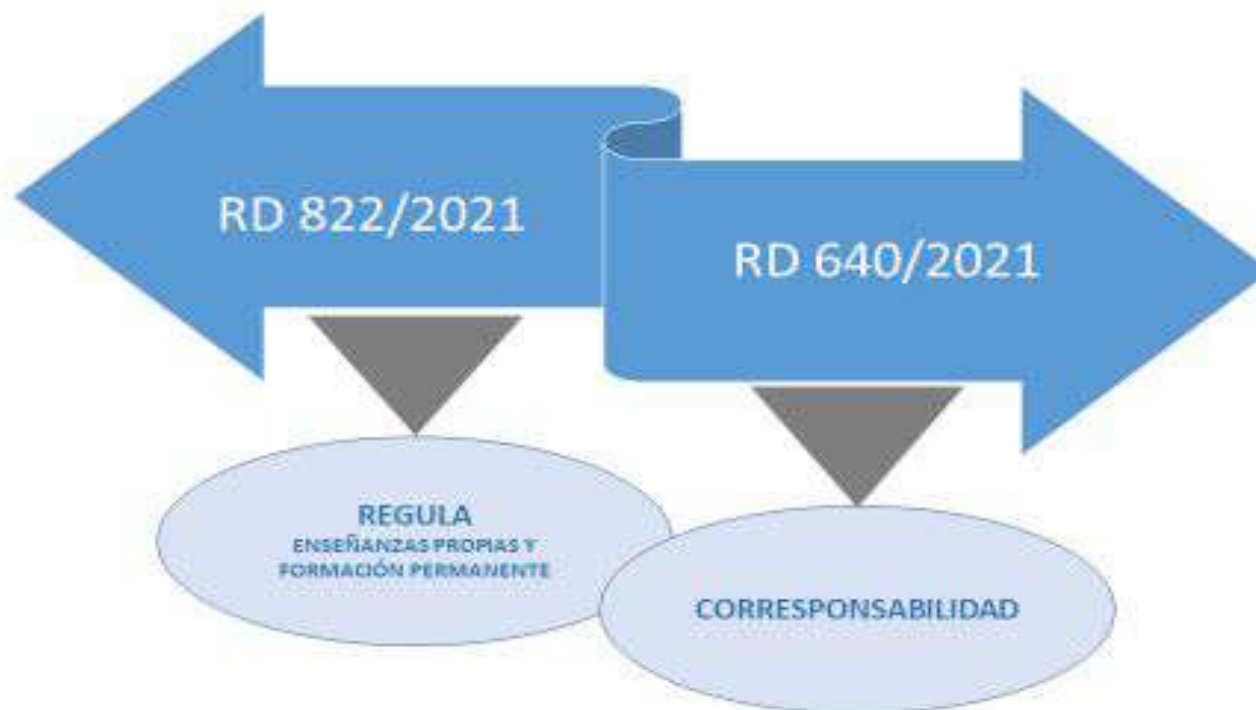 RD 822/2021
RD 640/2021
REGULA
ENSEÑANZAS PROPIAS Y
FORMACIÓN PERMANENTE
CORRESPONSABILIDAD